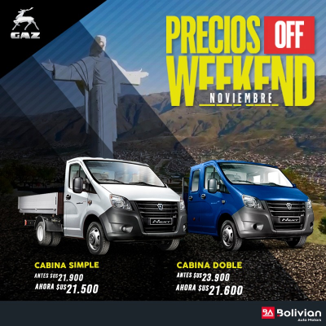 GAZ
PRECIOS OFF
WEEKEND
NOVIEMBRE
CABINA SIMPLE
ANTES $US 21.900
AHORA $US 21.500
CABINA DOBLE
ANTES $US 23.900
AHORA $US 21.600
Bolivian
Auto Motors